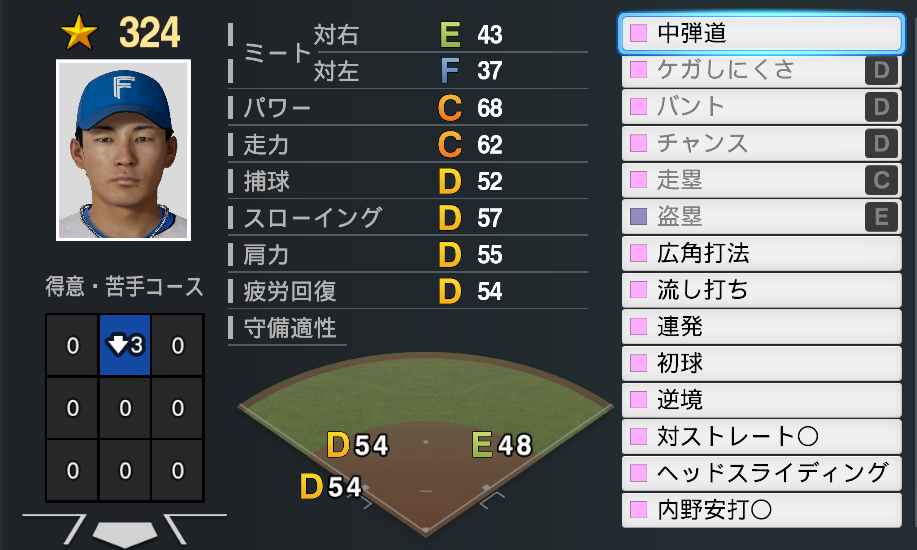 324
F
ミート 対右 E 43
対左 F 37
パワー C 68
走力 C 62
捕球 D 52
スローイング D 57
肩力 D 55
疲労回復 D 54
守備適性
D54 E48
D54
得意・苦手コース
0 3 0
0 0 0
0 0 0
中弾道
ケガしにくさ D
バント D
チャンス D
走塁 C
盗塁 E
広角打法
流し打ち
連発
初球
逆境
対ストレート〇
ヘッドスライディング
内野安打〇